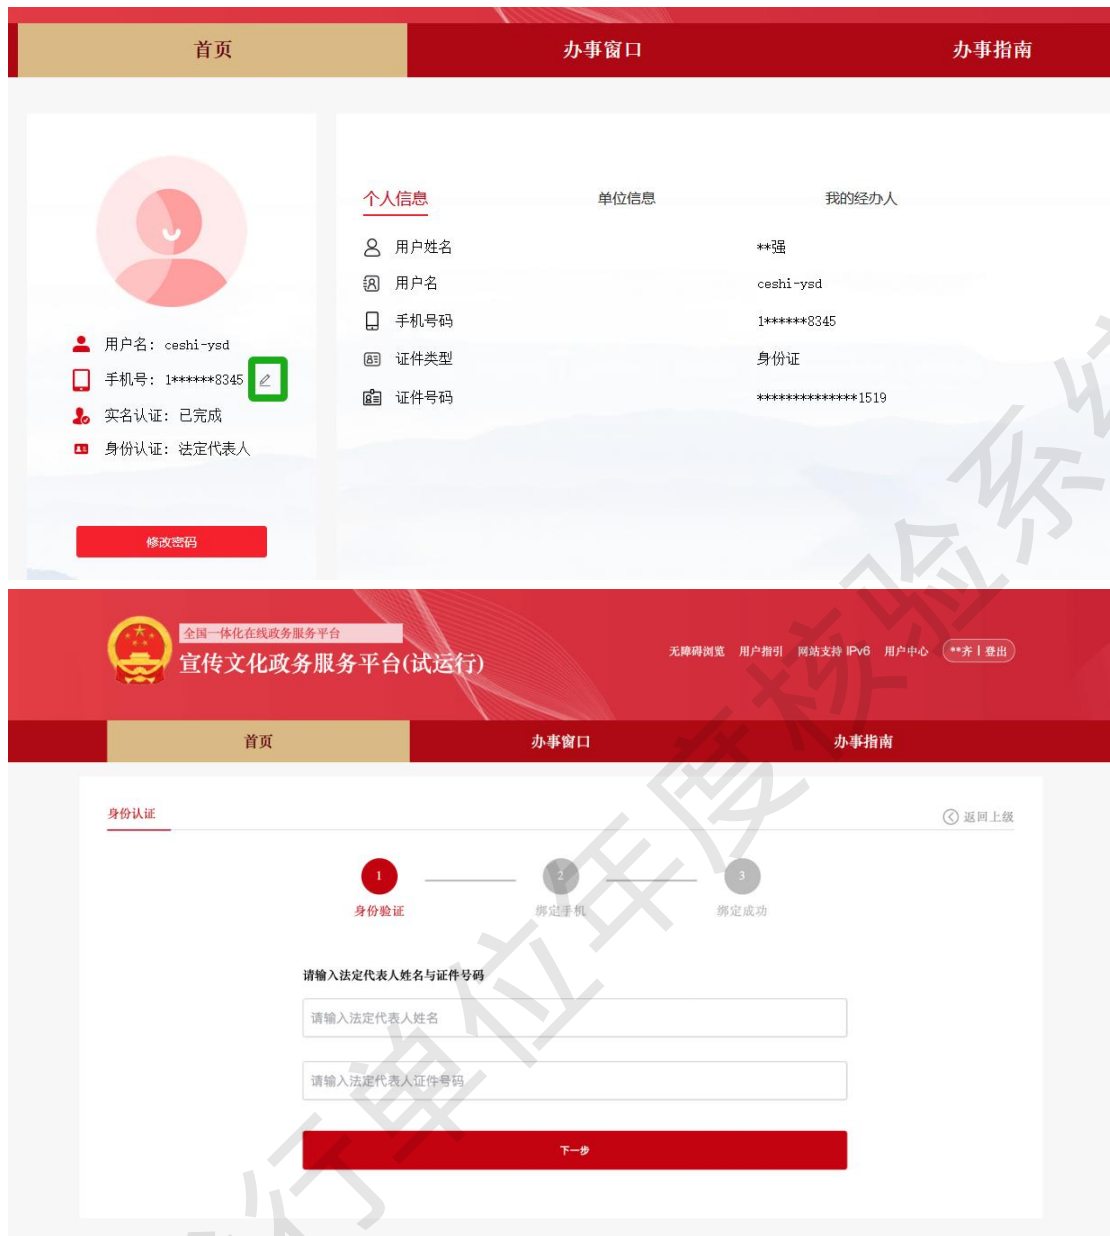 首页 办事窗口 办事指南
个人信息 单位信息 我的经办人
用户姓名 **强
用户名 ceshi-ysd
手机号码 1******8345
证件类型 身份证
证件号码 **************1519
用户名：ceshi-ysd
手机号：1******8345
实名认证：已完成
身份认证：法定代表人
修改密码
全国一体化在线政务服务平台
宣传文化政务服务平台(试运行)
无障碍浏览 用户指引 网站支持 IPv6 用户中心 **齐 | 登出
首页 办事窗口 办事指南
身份认证 返回上级
1 2 3
身份验证 绑定手机 绑定成功
请输入法定代表人姓名与证件号码
请输入法定代表人姓名
请输入法定代表人证件号码
下一步
行单位年度核验系统